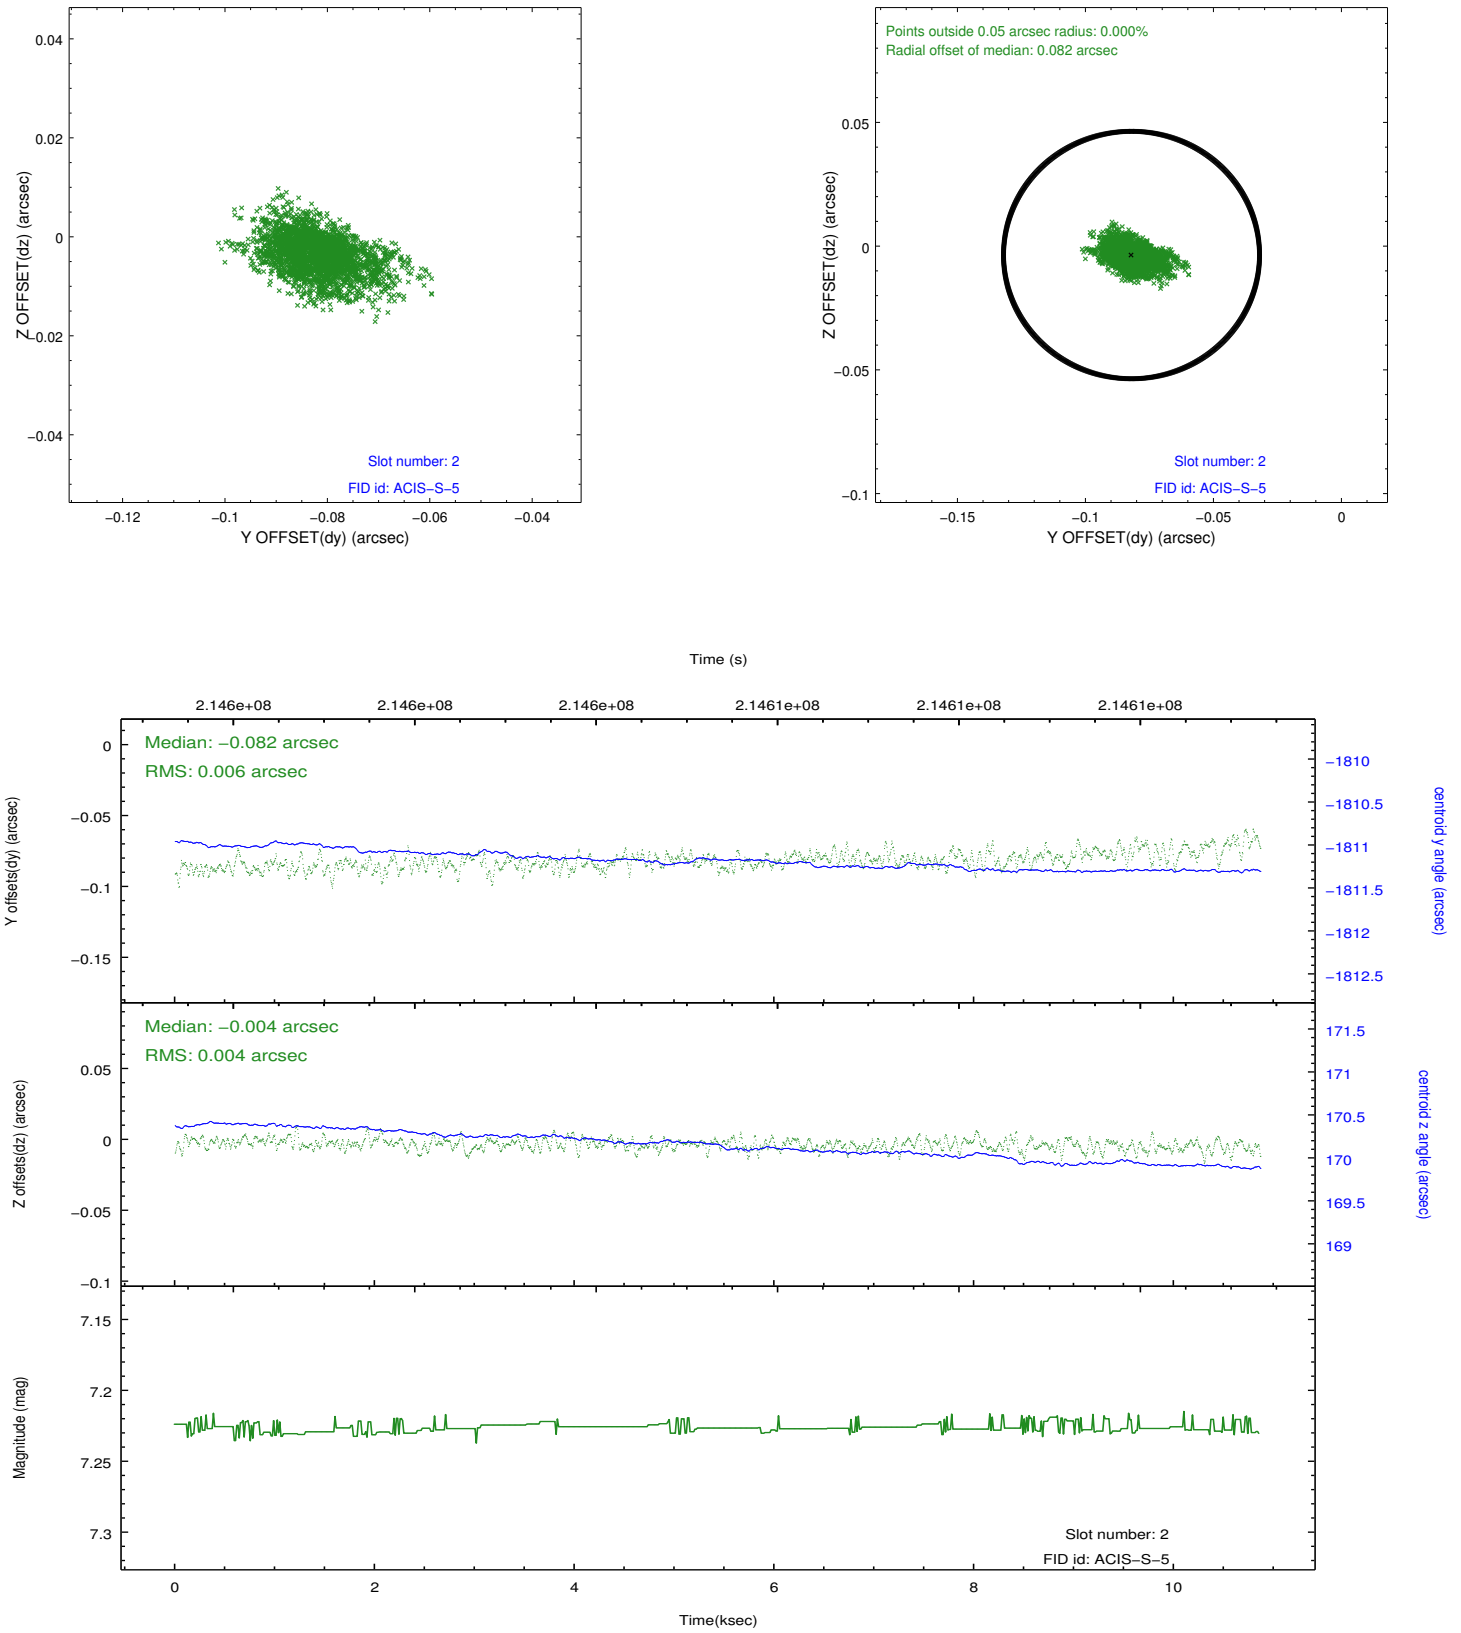 0.04
0.02
0
−0.02
−0.04
Z OFFSET(dz) (arcsec)
Slot number: 2
FID id: ACIS−S−5
−0.12
−0.1
−0.08
−0.06
−0.04
Y OFFSET(dy) (arcsec)
Points outside 0.05 arcsec radius: 0.000%
Radial offset of median: 0.082 arcsec
0.05
0
−0.05
−0.1
Z OFFSET(dz) (arcsec)
Slot number: 2
FID id: ACIS−S−5
−0.15
−0.1
−0.05
0
Y OFFSET(dy) (arcsec)
Time (s)
2.146e+08
2.146e+08
2.146e+08
2.1461e+08
2.1461e+08
2.1461e+08
Median: −0.082 arcsec
RMS: 0.006 arcsec
0
−0.05
−0.1
−0.15
Y offsets(dy) (arcsec)
−1810
−1810.5
−1811
−1811.5
−1812
−1812.5
centroid y angle (arcsec)
Median: −0.004 arcsec
RMS: 0.004 arcsec
0.05
0
−0.05
−0.1
Z offsets(dz) (arcsec)
171.5
171
170.5
170
169.5
169
centroid z angle (arcsec)
7.15
7.2
7.25
7.3
Magnitude (mag)
Slot number: 2
FID id: ACIS−S−5
0
2
4
6
8
10
Time(ksec)